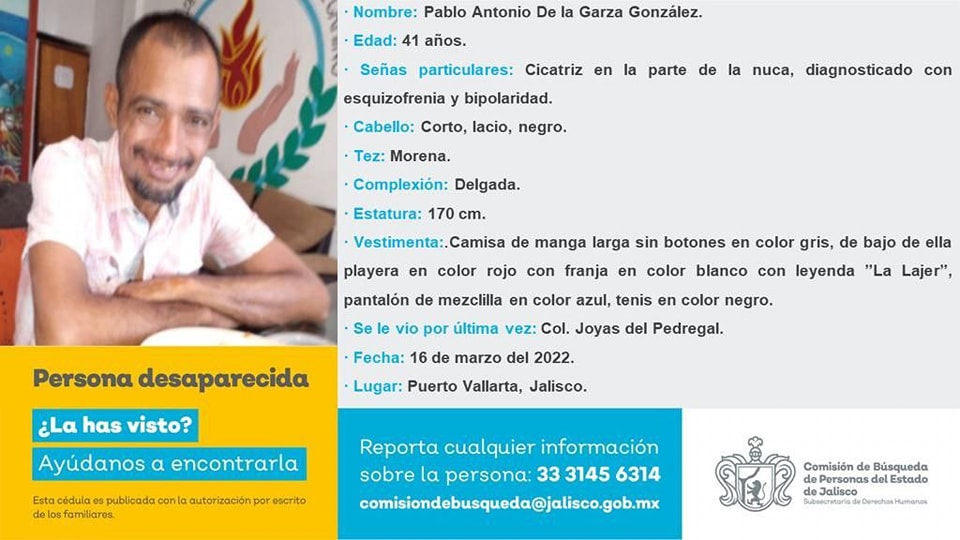 · Nombre: Pablo Antonio De la Garza González.
· Edad: 41 años.
· Señas particulares: Cicatriz en la parte de la nuca, diagnosticado con
esquizofrenia y bipolaridad.
· Cabello: Corto, lacio, negro.
· Tez: Morena.
· Complexión: Delgada.
· Estatura: 170 cm.
· Vestimenta:.Camisa de manga larga sin botones en color gris, de bajo de ella
playera en color rojo con franja en color blanco con leyenda ”La Lajer”,
pantalón de mezclilla en color azul, tenis en color negro.
· Se le vio por última vez: Col. Joyas del Pedregal.
· Fecha: 16 de marzo del 2022.
· Lugar: Puerto Vallarta, Jalisco.
Persona desaparecida
¿La has visto?
Ayúdanos a encontrarla
Esta cédula es publicada con la autorización por escrito
de los familiares.
Reporta cualquier información
sobre la persona: 33 3145 6314
comisiondebusqueda@jalisco.gob.mx
Comisión de Búsqueda
de Personas del Estado
de Jalisco
Subsecretaría de Derechos Humanos